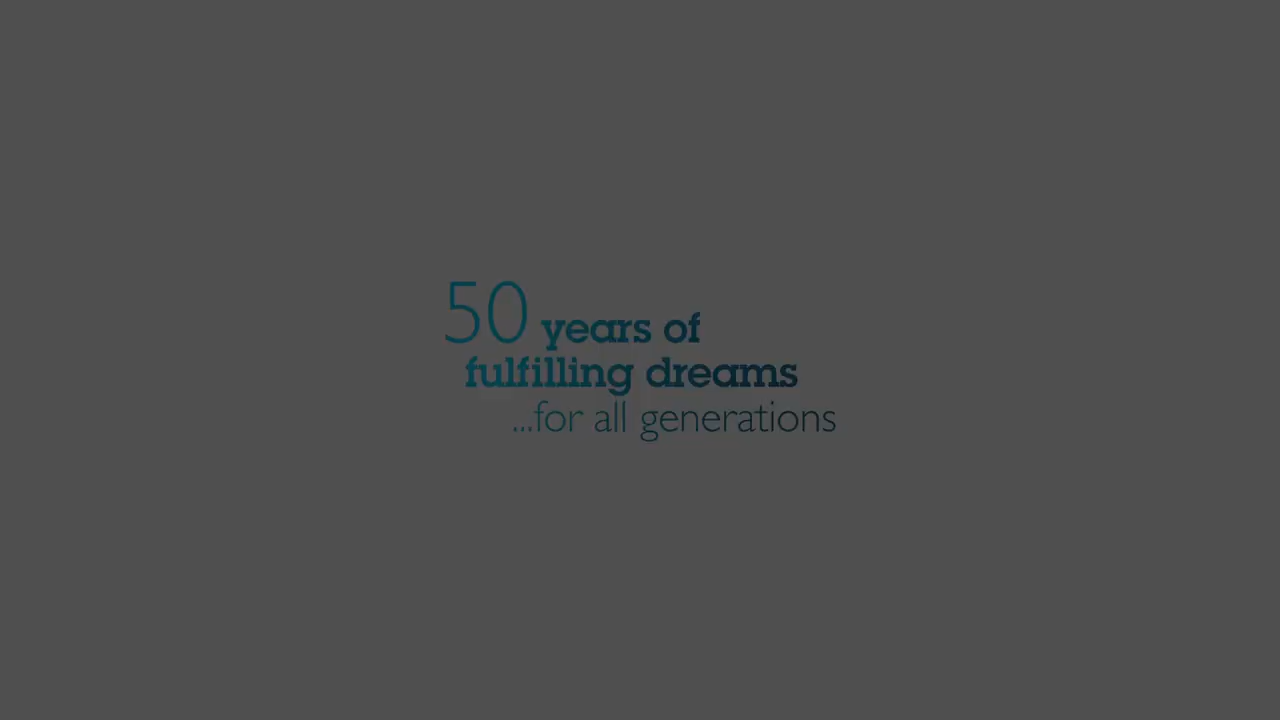 50 years of
fulfilling dreams
...for all generations